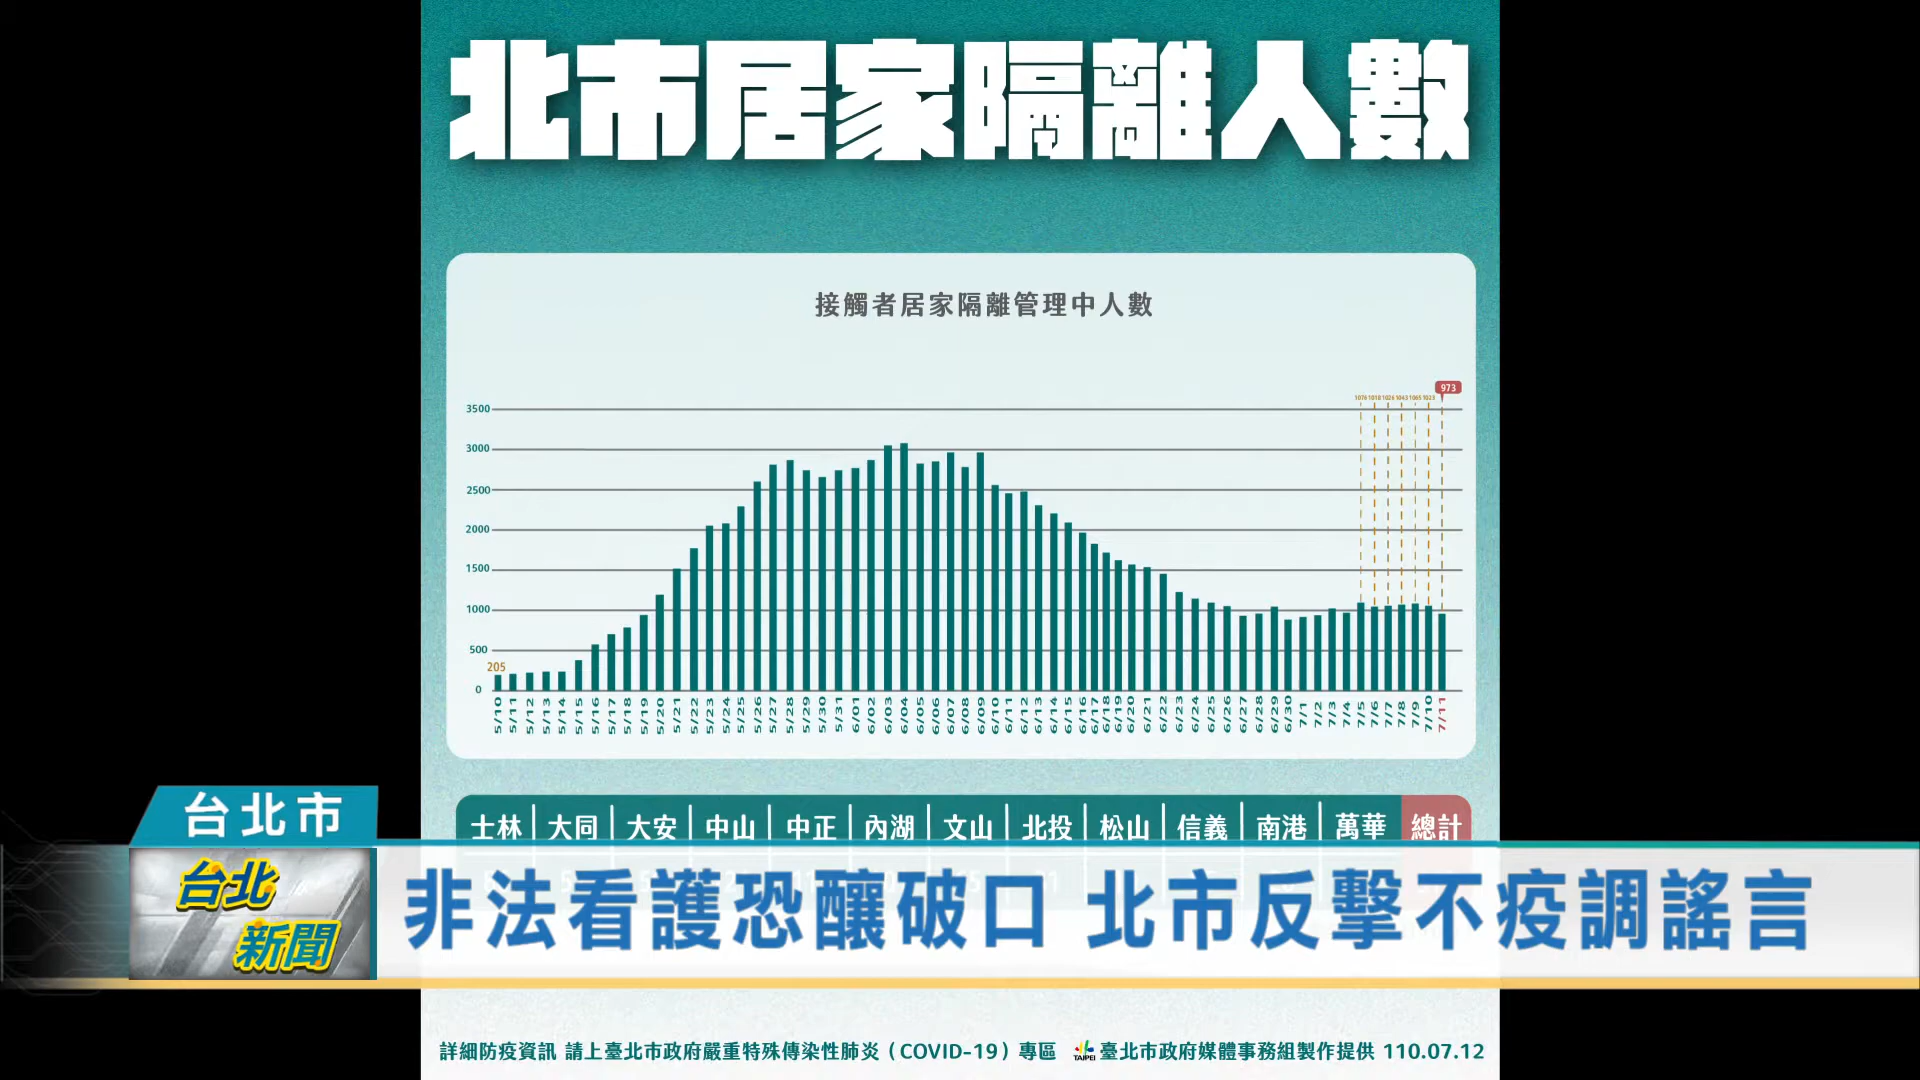 北市居家隔離人數
接觸者居家隔離管理中人數
973
1076 1018 1026 1043 1065 1023
3500
3000
2500
2000
1500
1000
500
0
205
5/10 5/11 5/12 5/13 5/14 5/15 5/16 5/17 5/18 5/19 5/20 5/21 5/22 5/23 5/24 5/25 5/26 5/27 5/28 5/29 5/30 5/31 6/01 6/02 6/03 6/04 6/05 6/06 6/07 6/08 6/09 6/10 6/11 6/12 6/13 6/14 6/15 6/16 6/17 6/18 6/19 6/20 6/21 6/22 6/23 6/24 6/25 6/26 6/27 6/28 6/29 6/30 7/1 7/2 7/3 7/4 7/5 7/6 7/7 7/8 7/9 7/10 7/11
士林 大同 大安 中山 中正 內湖 文山 北投 松山 信義 南港 萬華 總計
台北市
台北
新聞
非法看護恐釀破口 北市反擊不疫調謠言
詳細防疫資訊 請上臺北市政府嚴重特殊傳染性肺炎（COVID-19）專區 TAIPEI 臺北市政府媒體事務組製作提供 110.07.12